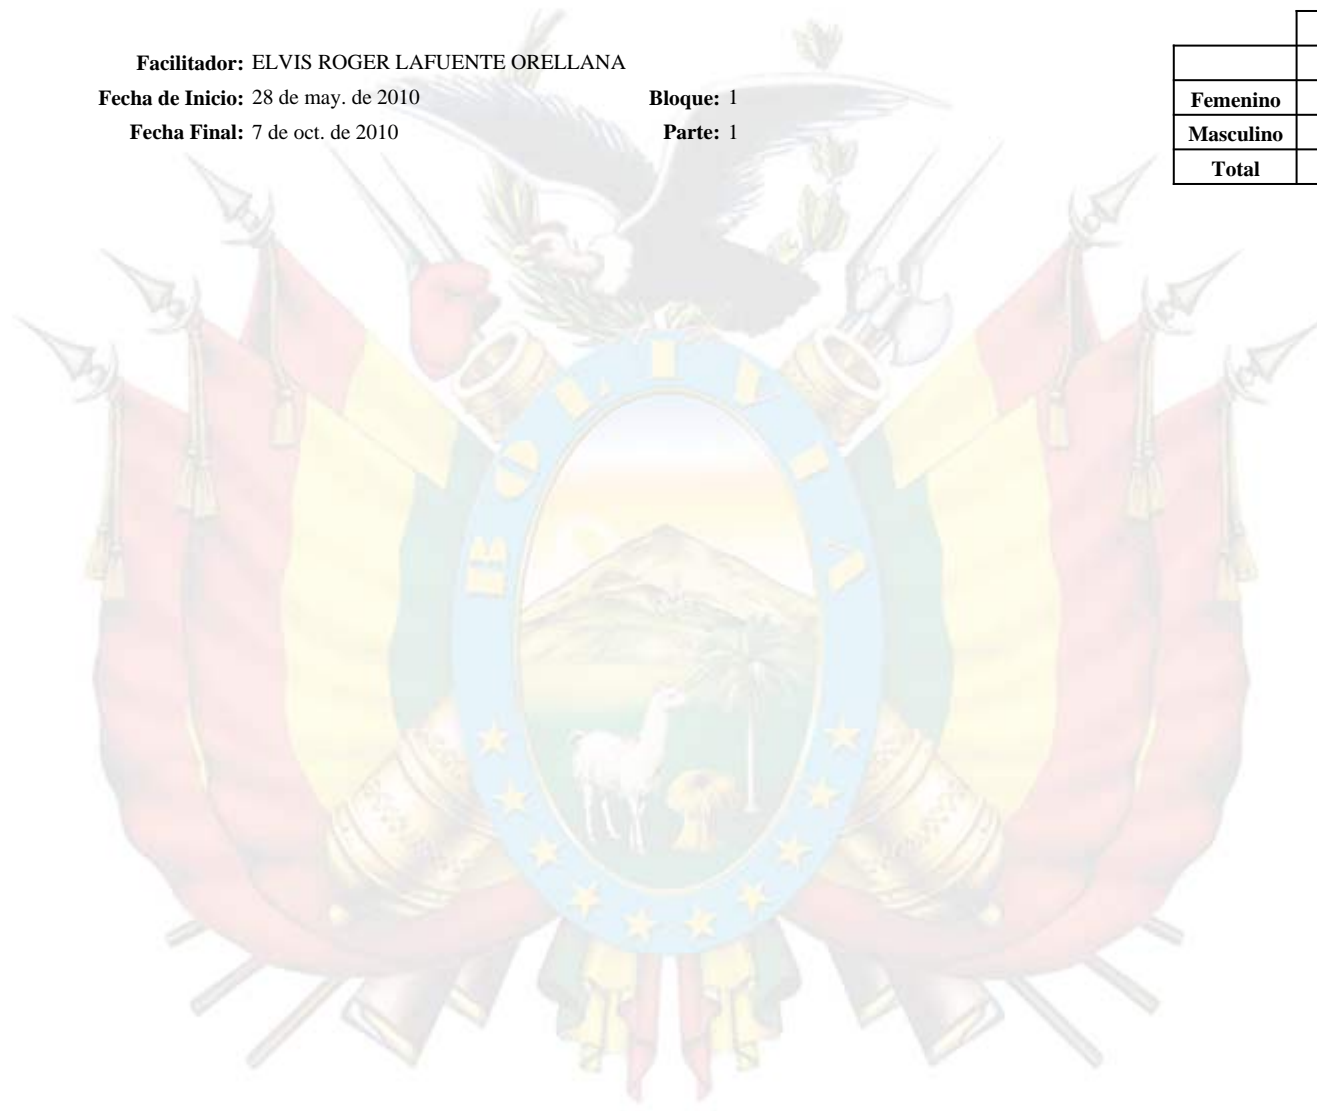 Facilitador: ELVIS ROGER LAFUENTE ORELLANA
Fecha de Inicio: 28 de may. de 2010 Bloque: 1
Fecha Final: 7 de oct. de 2010 Parte: 1
Femenino
Masculino
Total
BOLIVIA